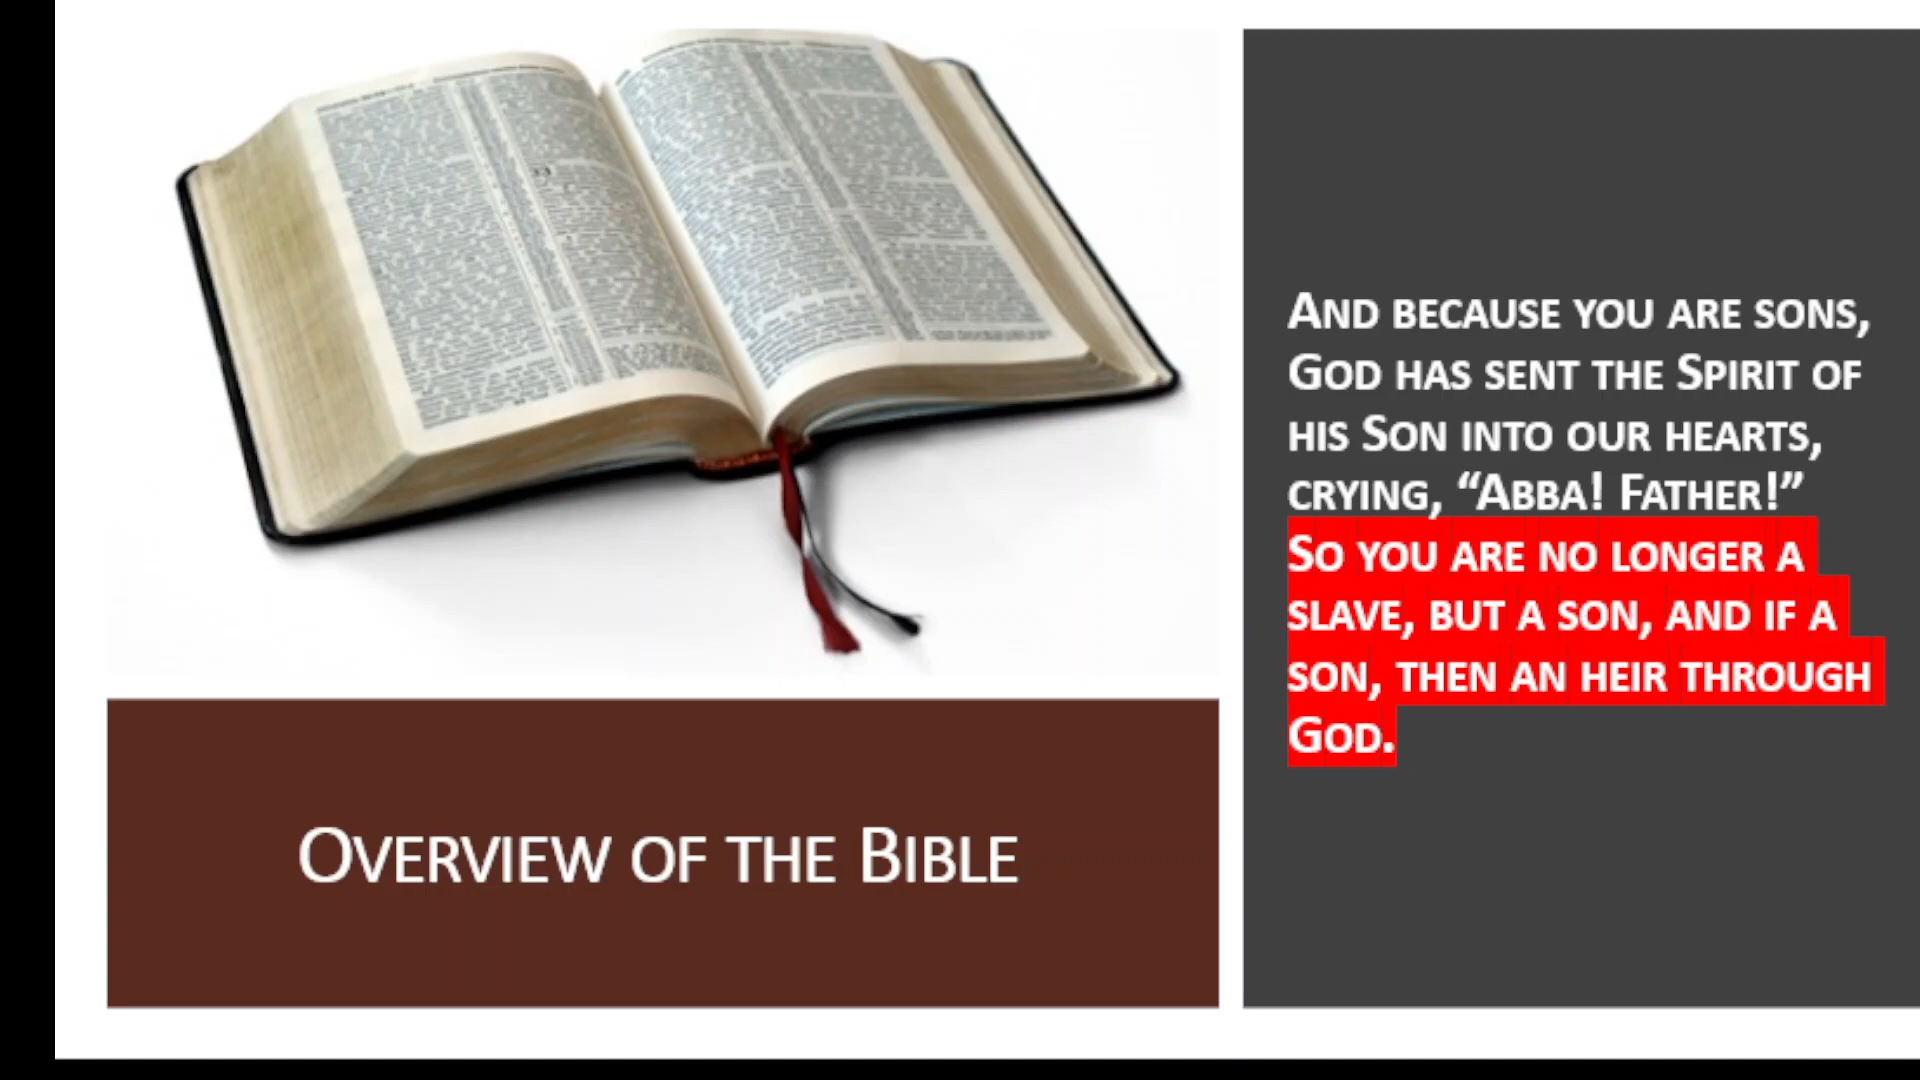 And because you are sons,
God has sent the Spirit of
his Son into our hearts,
crying, “Abba! Father!”
So you are no longer a
slave, but a son, and if a
son, then an heir through
God.
Overview of the Bible